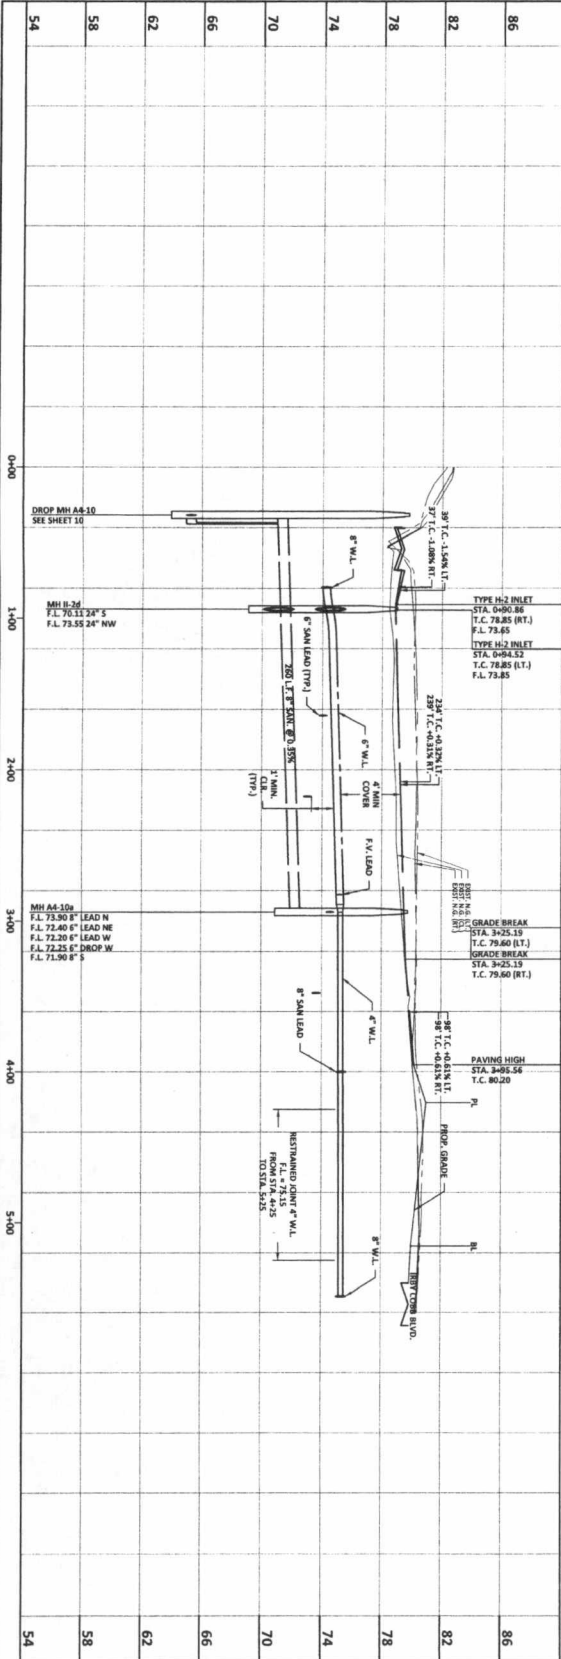 54
58
62
66
70
74
78
82
86
0+00
1+00
2+00
3+00
4+00
5+00
DROP MH A4-10
SEE SHEET 10
MH II-2d
F.L. 70.11 24" S
F.L. 73.55 24" NW
MH A4-10a
F.L. 73.90 8" LEAD N
F.L. 72.40 6" LEAD NE
F.L. 72.20 6" LEAD W
F.L. 72.25 6" DROP W
F.L. 71.90 8" S
39' T.C. -1.54% LT.
37' T.C. -1.08% RT.
8" W.L.
TYPE H-2 INLET
STA. 0+90.86
T.C. 78.85 (RT.)
F.L. 73.65
TYPE H-2 INLET
STA. 0+94.52
T.C. 78.85 (LT.)
F.L. 73.85
6" SAN LEAD (TYP.)
260 L.F. 8" SAN. @ 0.35%
6" W.L.
234' T.C. +0.32% LT.
239' T.C. +0.31% RT.
1' MIN.
CLR.
(TYP.)
4' MIN
COVER
F.V. LEAD
EXIST. N.G. (LT.)
EXIST. N.G. (CL)
EXIST. N.G. (RT.)
GRADE BREAK
STA. 3+25.19
T.C. 79.60 (LT.)
GRADE BREAK
STA. 3+25.19
T.C. 79.60 (RT.)
4" W.L.
8" SAN LEAD
98' T.C. +0.61% LT.
98' T.C. +0.61% RT.
PAVING HIGH
STA. 3+95.56
T.C. 80.20
PL
PROP. GRADE
RESTRAINED JOINT 4" W.L.
F.L. = 75.15
FROM STA. 4+25
TO STA. 5+25
8" W.L.
BL
IRBY COBB BLVD.
54
58
62
66
70
74
78
82
86